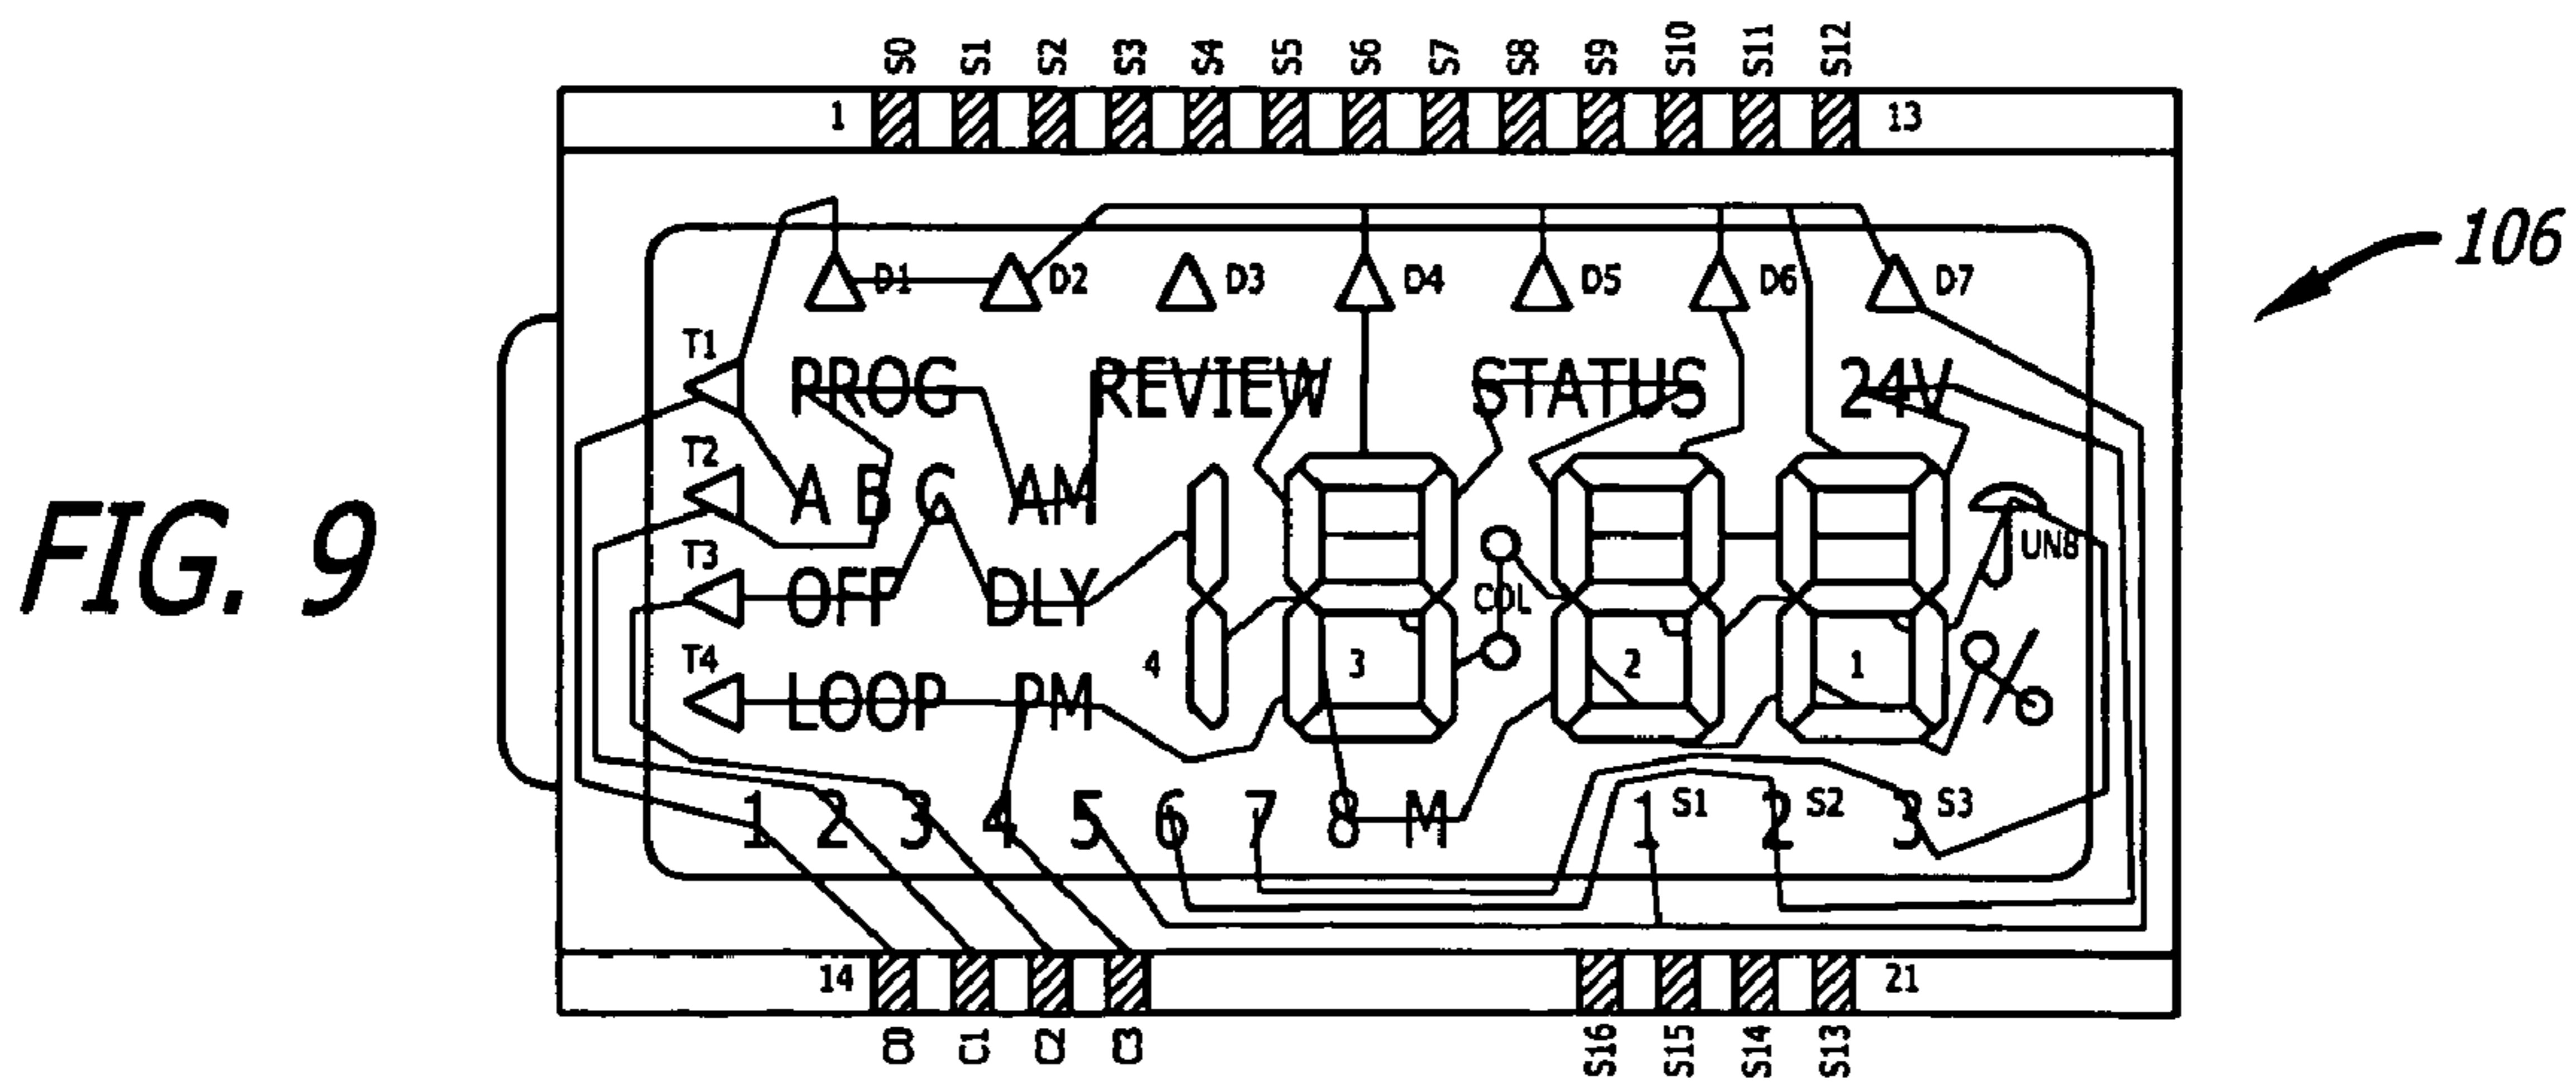 FIG. 9
106
S0 S1 S2 S3 S4 S5 S6 S7 S8 S9 S10 S11 S12
1 13
D1 D2 D3 D4 D5 D6 D7
T1
PROG REVIEW STATUS 24V
T2
A B C AM
T3
UNB
OFF DLY COL
T4
4 3 2 1 %
LOOP PM
1 2 3 4 5 6 7 8 M 1 S1 2 S2 3 S3
14 21
C0 C1 C2 C3 S16 S15 S14 S13